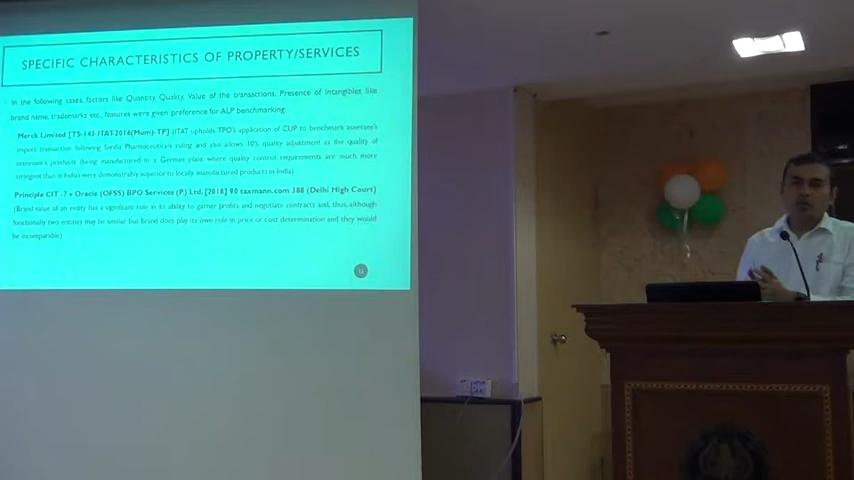 SPECIFIC CHARACTERISTICS OF PROPERTY/SERVICES
In the following cases, factors like Quantity, Quality, Value of the transactions, Presence of Intangibles like
brand name, trademarks etc., features were given preference for ALP benchmarking.
Merck Limited [TS-143-ITAT-2016(Mum)-TP] (ITAT upholds TPO's application of CUP to benchmark assessee's
import transaction following Serdia Pharmaceuticals ruling and also allows 10% quality adjustment as the quality of
assessee's products (being manufactured in a German plant where quality control requirements are much more
stringent than in India) were demonstrably superior to locally manufactured products in India)
Principle CIT -7 v Oracle (OFSS) BPO Services (P.) Ltd. [2018] 90 taxmann.com 388 (Delhi High Court)
(Brand value of an entity has a significant role in its ability to garner profits and negotiate contracts and, thus, although
functionally two entities may be similar but brand does play its own role in price or cost determination and they would
be incomparable)